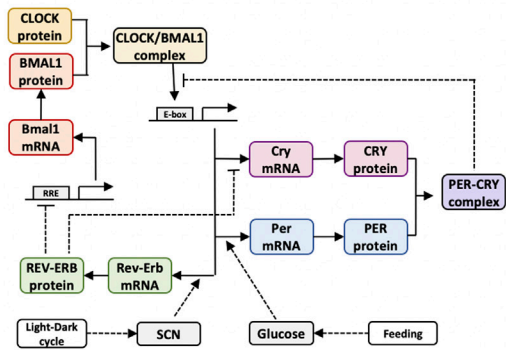 CLOCK
protein
CLOCK/BMAL1
complex
BMAL1
protein
E-box
Bmal1
mRNA
Cry
mRNA
CRY
protein
RRE
PER-CRY
complex
Per
mRNA
PER
protein
REV-ERB
protein
Rev-Erb
mRNA
Light-Dark
cycle
SCN
Glucose
Feeding